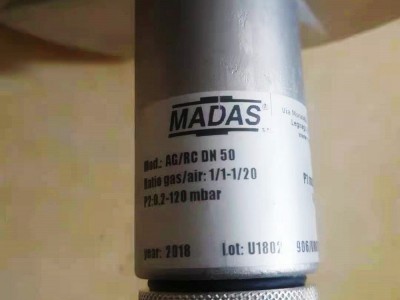 MADAS®
Mod.: AG/RC DN 50
Ratio gas/air: 1/1-1/20
P2:0.2-120 mbar
year: 2018 Lot: U1802